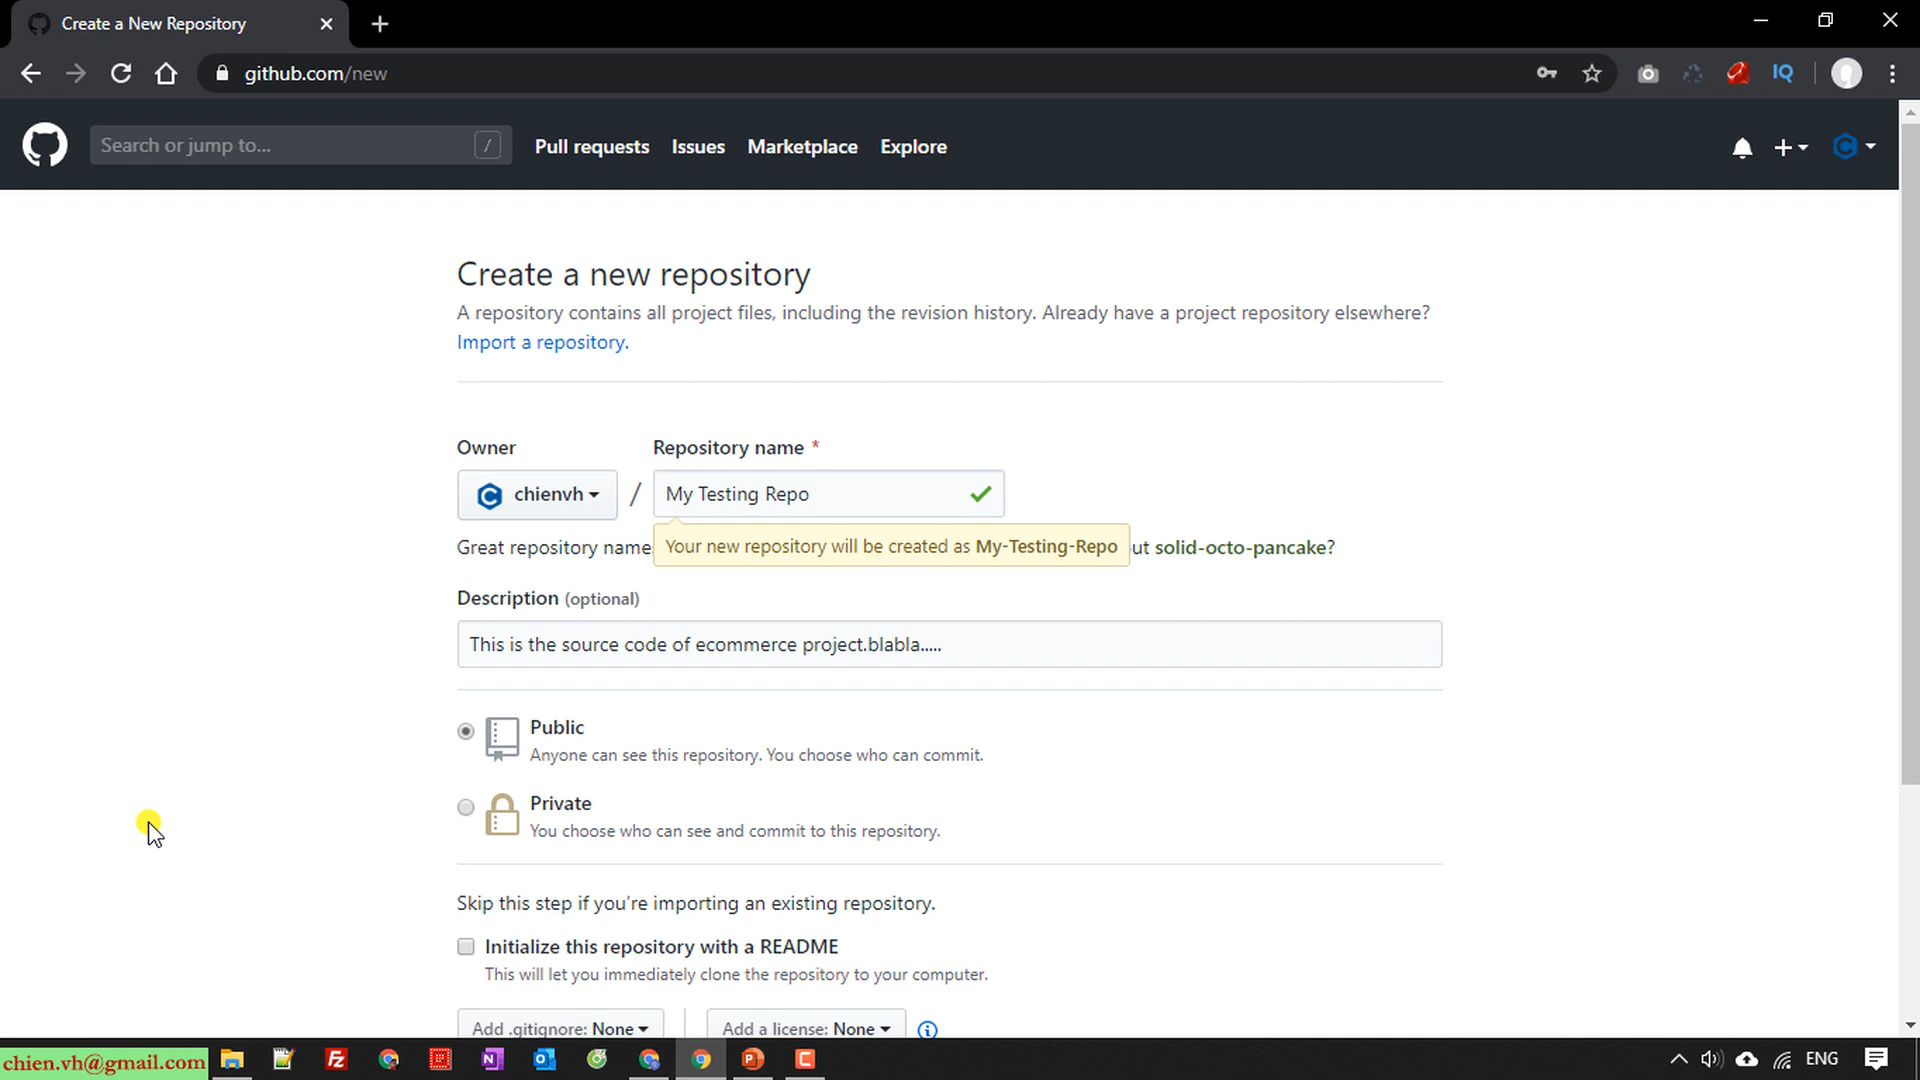 Create a New Repository
github.com/new
IQ
Search or jump to...
/
Pull requests Issues Marketplace Explore
Create a new repository
A repository contains all project files, including the revision history. Already have a project repository elsewhere?
Import a repository.
Owner Repository name *
chienvh / My Testing Repo
Great repository name Your new repository will be created as My-Testing-Repo ut solid-octo-pancake?
Description (optional)
This is the source code of ecommerce project.blabla.....
Public
Anyone can see this repository. You choose who can commit.
Private
You choose who can see and commit to this repository.
Skip this step if you’re importing an existing repository.
Initialize this repository with a README
This will let you immediately clone the repository to your computer.
Add .gitignore: None Add a license: None
chien.vh@gmail.com ENG